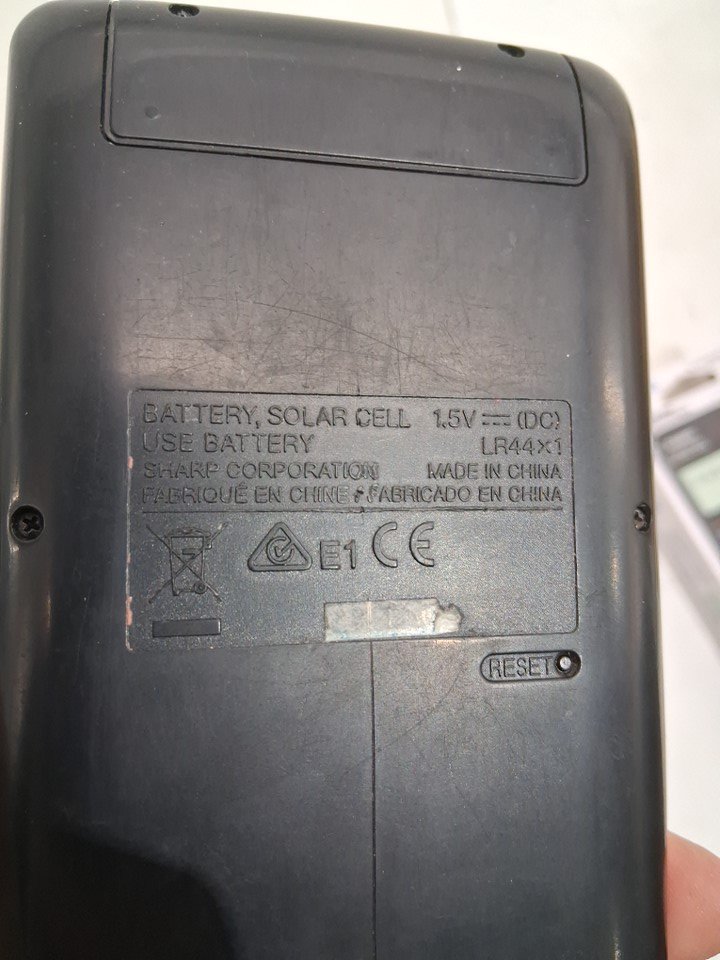 BATTERY, SOLAR CELL 1.5V ⎓ (DC)
USE BATTERY LR44×1
SHARP CORPORATION MADE IN CHINA
FABRIQUÉ EN CHINE • FABRICADO EN CHINA
E1 CE
RESET